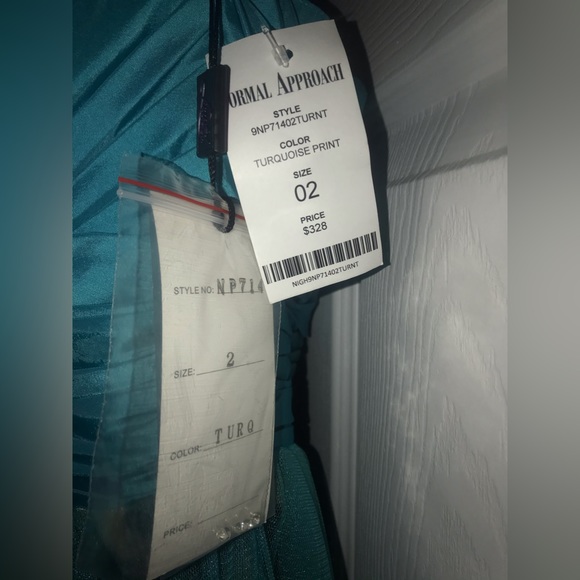 ORMAL APPROACH
STYLE
9NP71402TURNT
COLOR
TURQUOISE PRINT
SIZE
02
PRICE
$328
NIGH9NP71402TURNT
STYLE NO: NP714
SIZE: 2
COLOR: TURQ
PRICE: